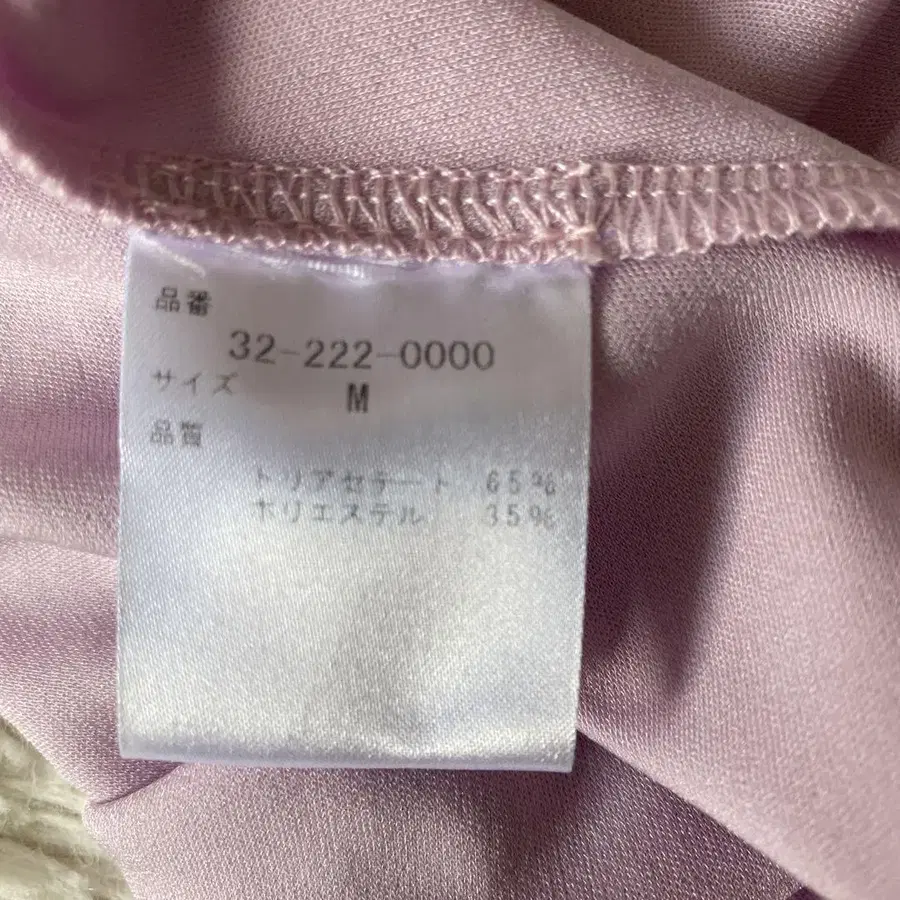 品番
32-222-0000
サイズ
M
品質
トリアセテート 65%
ポリエステル 35%